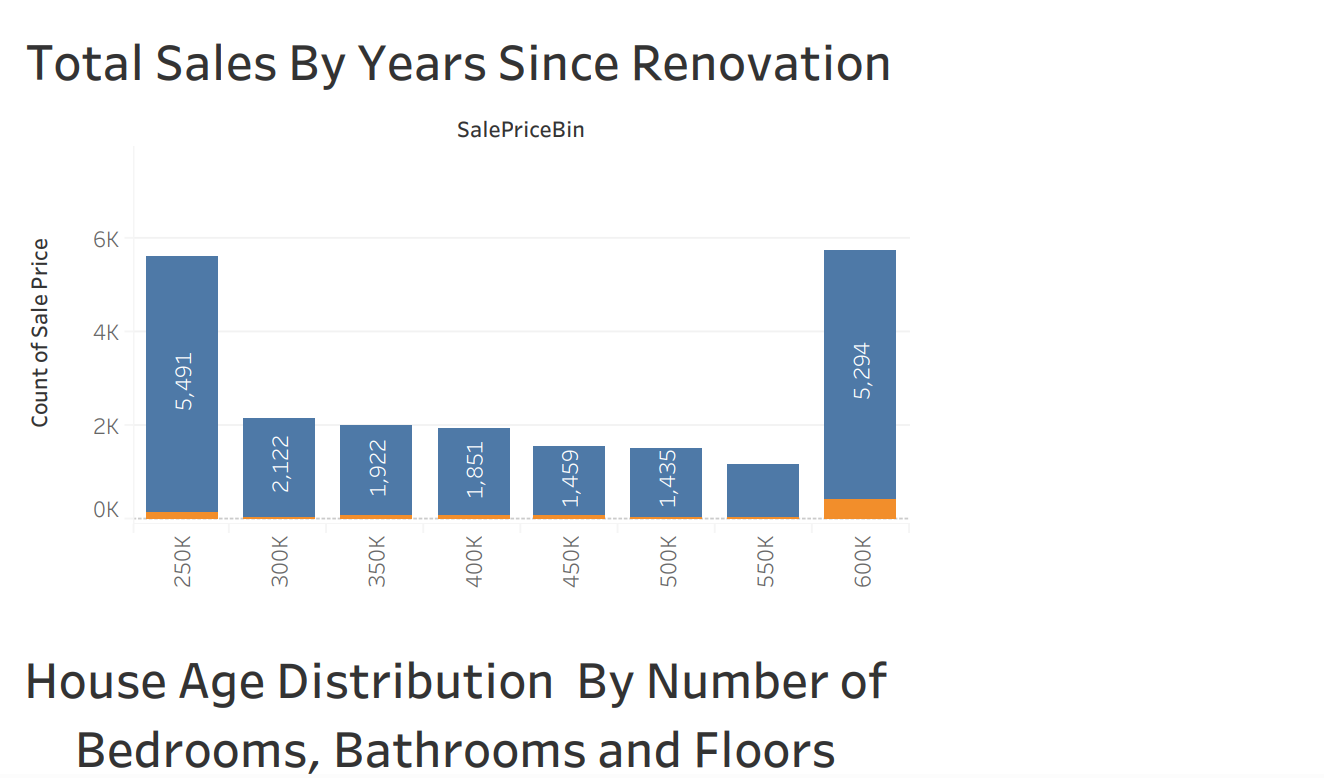 Total Sales By Years Since Renovation
SalePriceBin
Count of Sale Price
6K
4K
2K
0K
5,491
2,122
1,922
1,851
1,459
1,435
5,294
250K
300K
350K
400K
450K
500K
550K
600K
House Age Distribution  By Number of
Bedrooms, Bathrooms and Floors